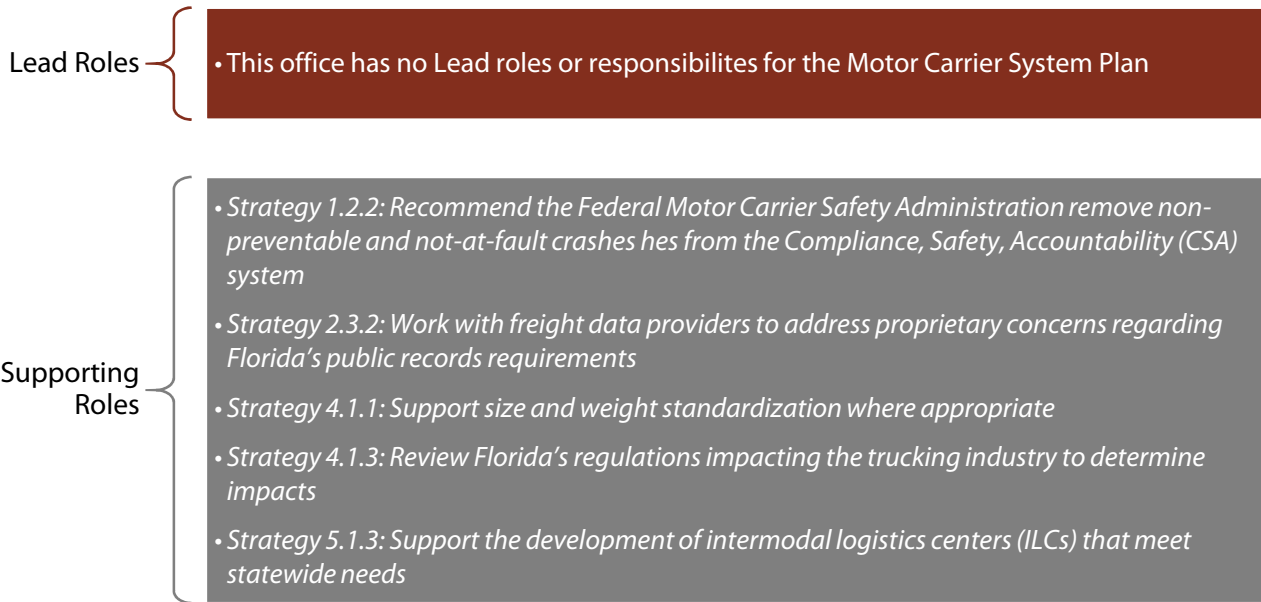 Lead Roles
• This office has no Lead roles or responsibilites for the Motor Carrier System Plan
Supporting
Roles
• Strategy 1.2.2: Recommend the Federal Motor Carrier Safety Administration remove non-
preventable and not-at-fault crashes hes from the Compliance, Safety, Accountability (CSA)
system
• Strategy 2.3.2: Work with freight data providers to address proprietary concerns regarding
Florida’s public records requirements
• Strategy 4.1.1: Support size and weight standardization where appropriate
• Strategy 4.1.3: Review Florida’s regulations impacting the trucking industry to determine
impacts
• Strategy 5.1.3: Support the development of intermodal logistics centers (ILCs) that meet
statewide needs